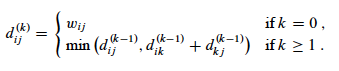 d_{ij}^{(k)} = { w_{ij} if k = 0 ,
min (d_{ij}^{(k-1)}, d_{ik}^{(k-1)} + d_{kj}^{(k-1)}) if k ≥ 1 .